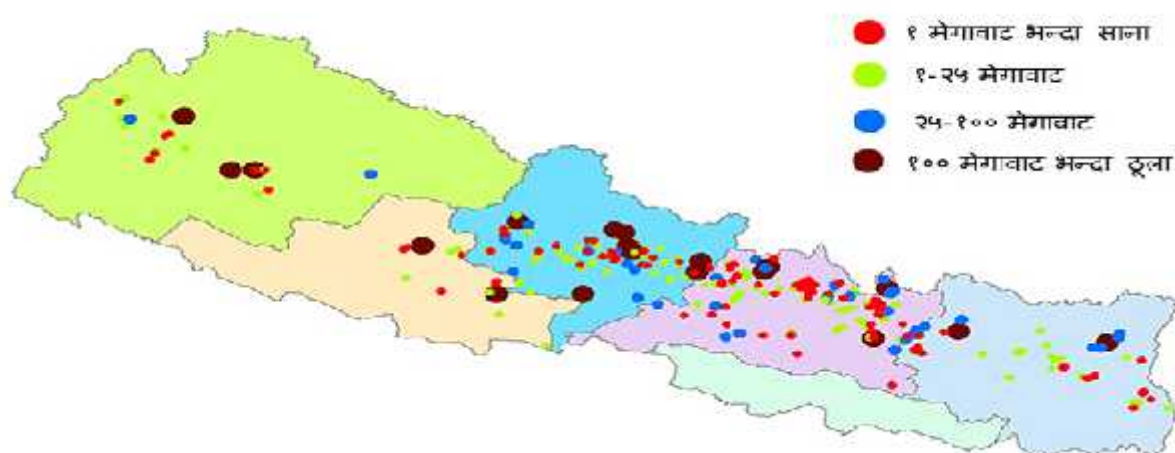 १ मेगावाट भन्दा साना
१-२५ मेगावाट
२५-१०० मेगावाट
१०० मेगावाट भन्दा ठूला